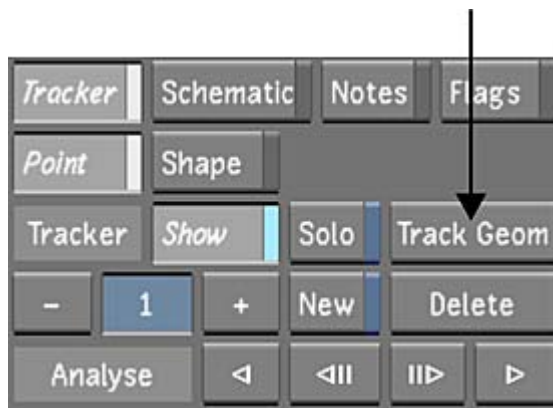 Tracker Schematic Notes Flags
Point Shape
Tracker Show Solo Track Geom
- 1 + New Delete
Analyse